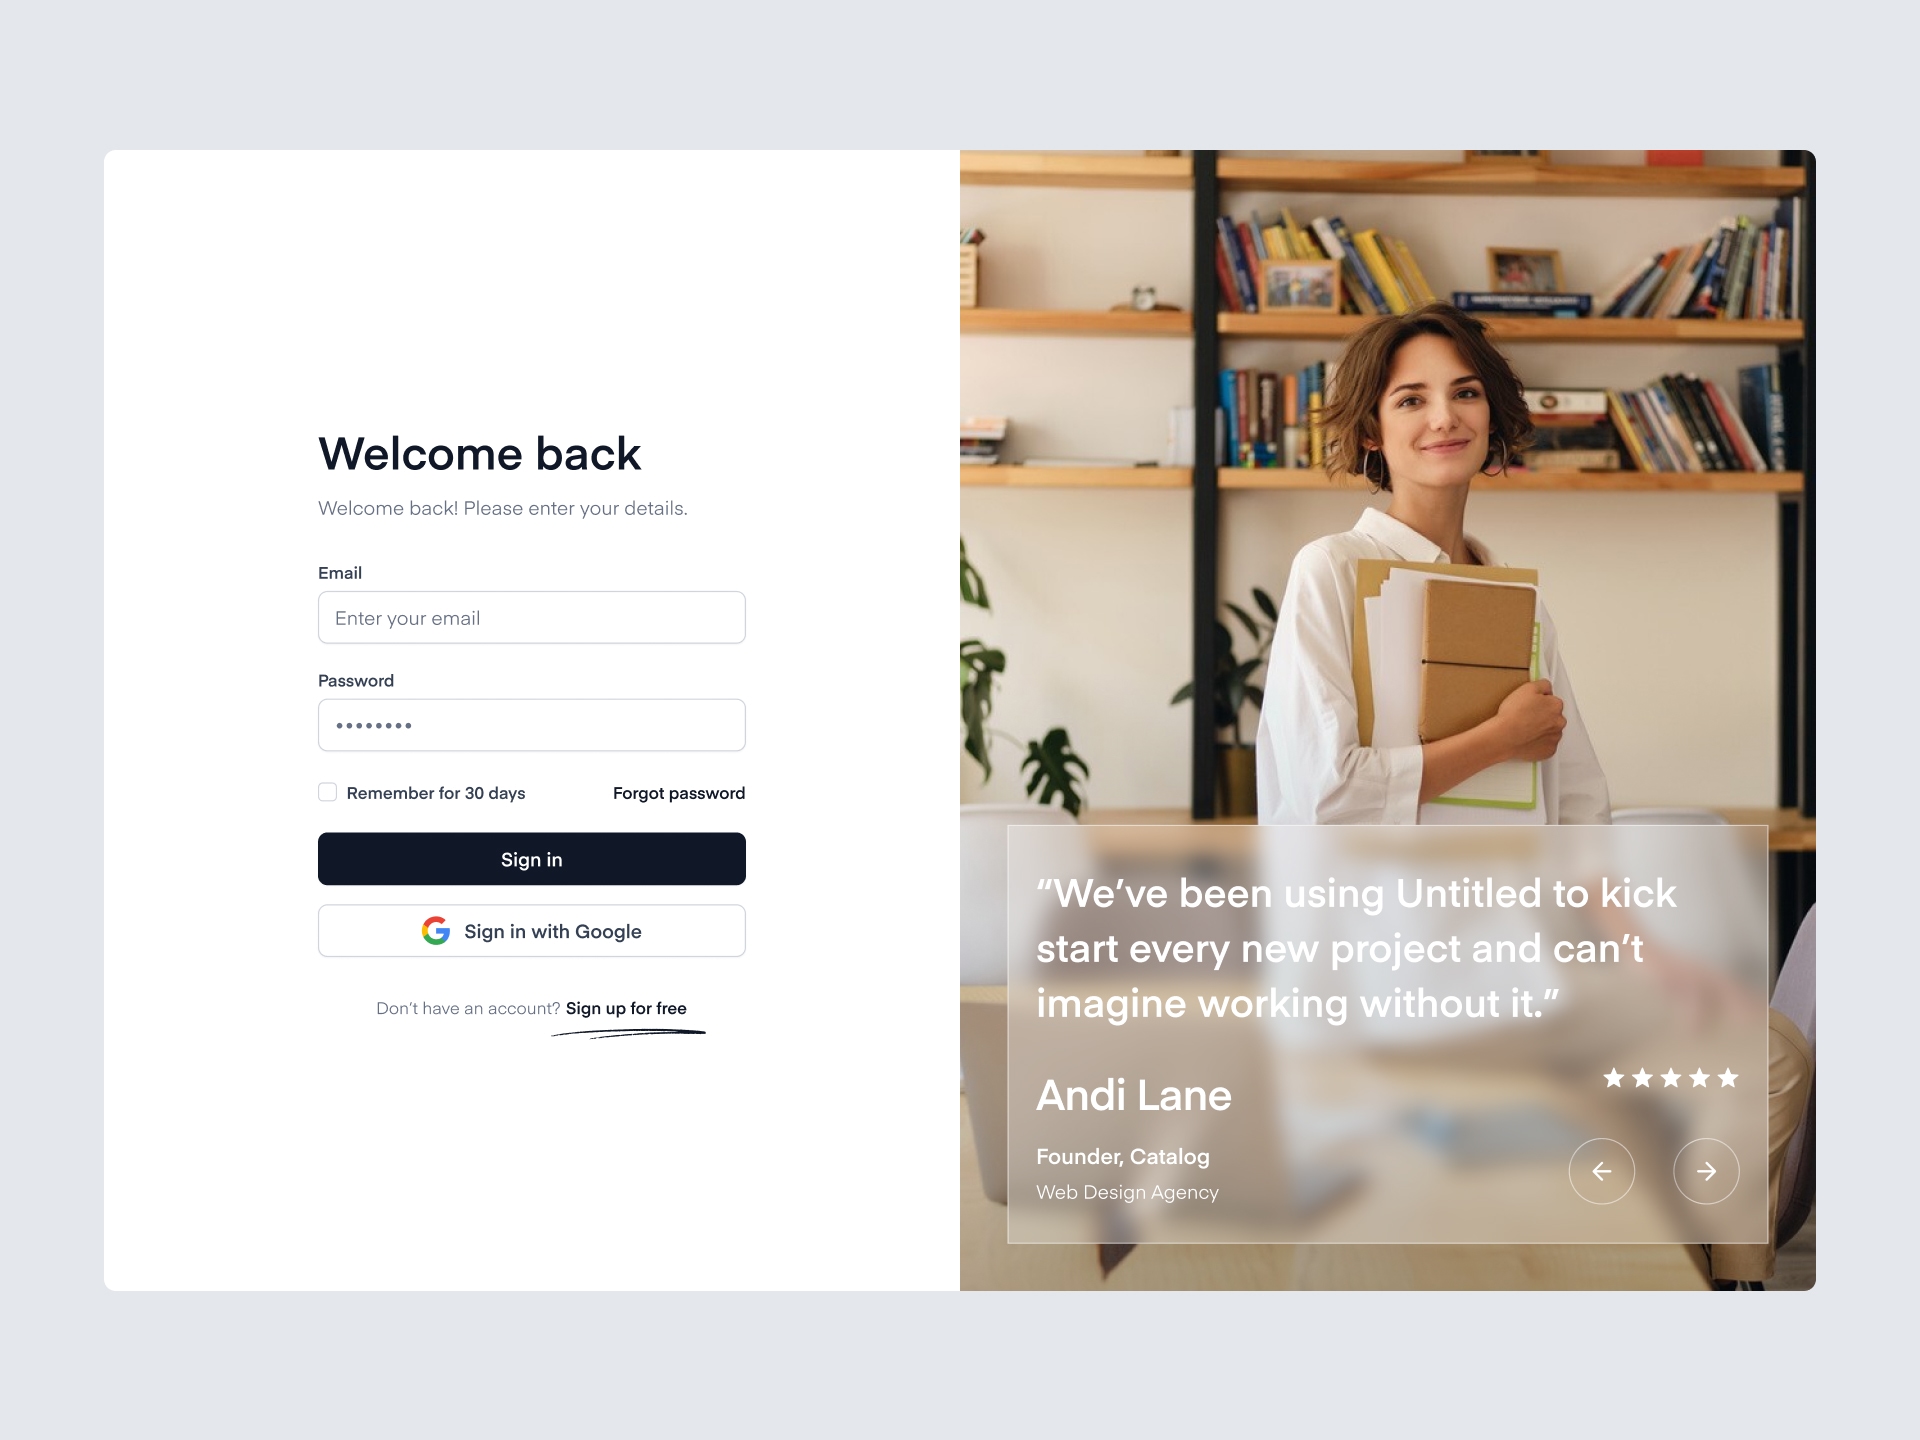 Welcome back
Welcome back! Please enter your details.
Email
Enter your email
Password
••••••••
Remember for 30 days
Forgot password
Sign in
Sign in with Google
Don’t have an account? Sign up for free
“We’ve been using Untitled to kick
start every new project and can’t
imagine working without it.”
Andi Lane
Founder, Catalog
Web Design Agency